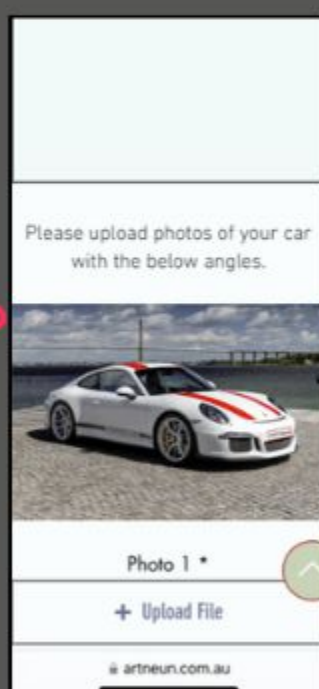 Please upload photos of your car
with the below angles.
Photo 1 *
+ Upload File
artneun.com.au